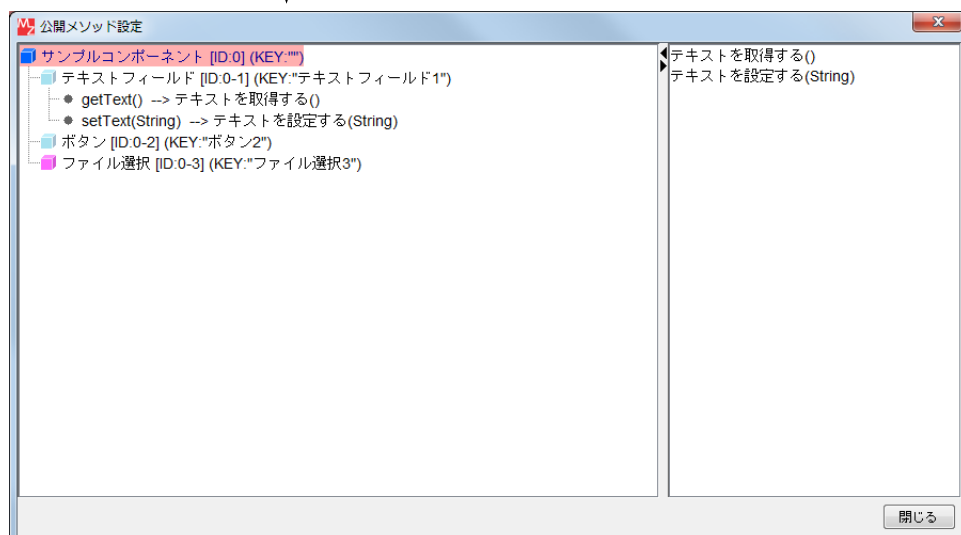 公開メソッド設定
サンプルコンポーネント [ID:0] (KEY:"")
テキストフィールド [ID:0-1] (KEY:"テキストフィールド1")
getText() --> テキストを取得する()
setText(String) --> テキストを設定する(String)
ボタン [ID:0-2] (KEY:"ボタン2")
ファイル選択 [ID:0-3] (KEY:"ファイル選択3")
テキストを取得する()
テキストを設定する(String)
閉じる